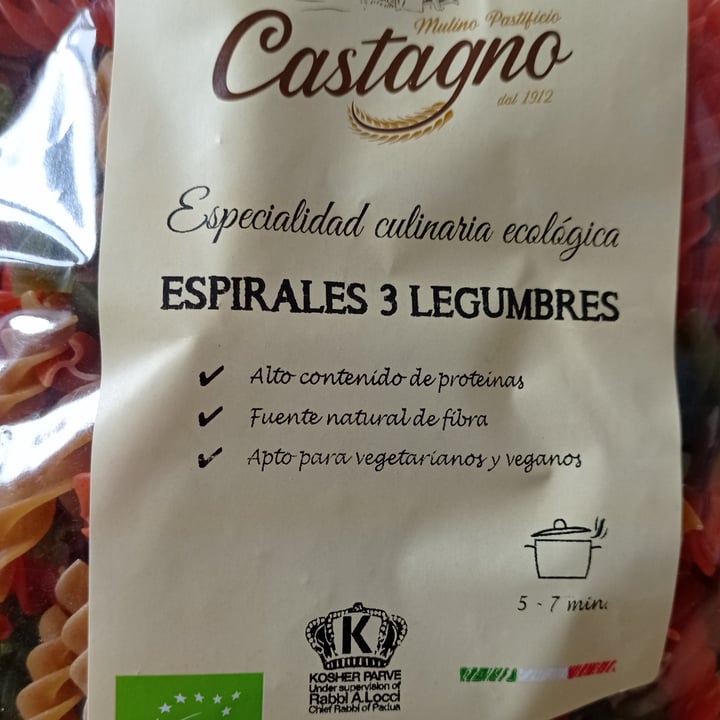 Mulino Pastificio
Castagno
dal 1912
Especialidad culinaria ecológica
ESPIRALES 3 LEGUMBRES
Alto contenido de proteinas
Fuente natural de fibra
Apto para vegetarianos y veganos
5 - 7 min.
K
KOSHER PARVE
Under supervision of
Rabbi A.Locci
Chief Rabbi of Padua